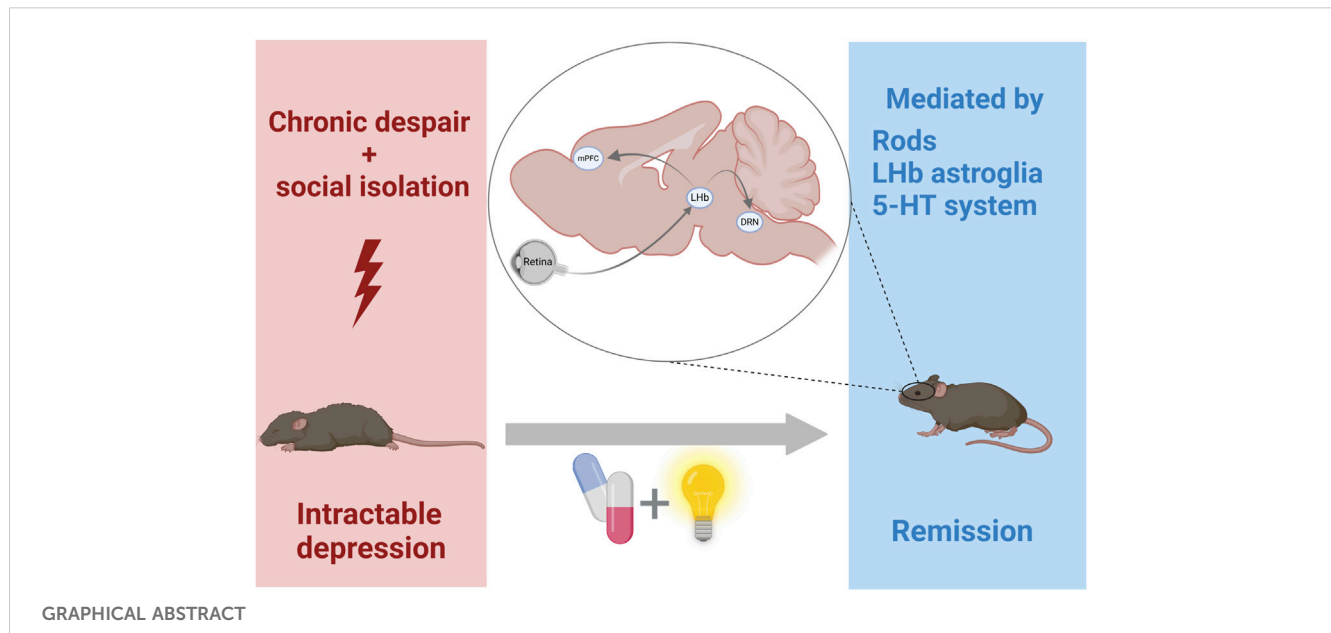 Chronic despair
+
social isolation
Intractable
depression
mPFC
LHb
DRN
Retina
+
Mediated by
Rods
LHb astroglia
5-HT system
Remission
GRAPHICAL ABSTRACT